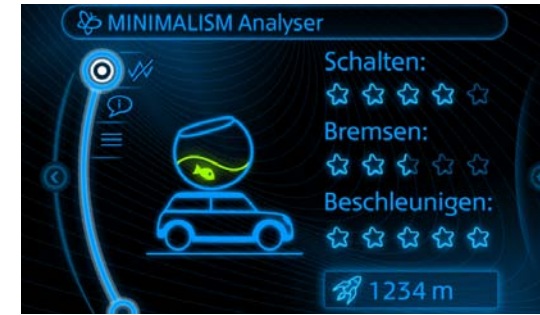 MINIMALISM Analyser
Schalten:
Bremsen:
Beschleunigen:
1234 m